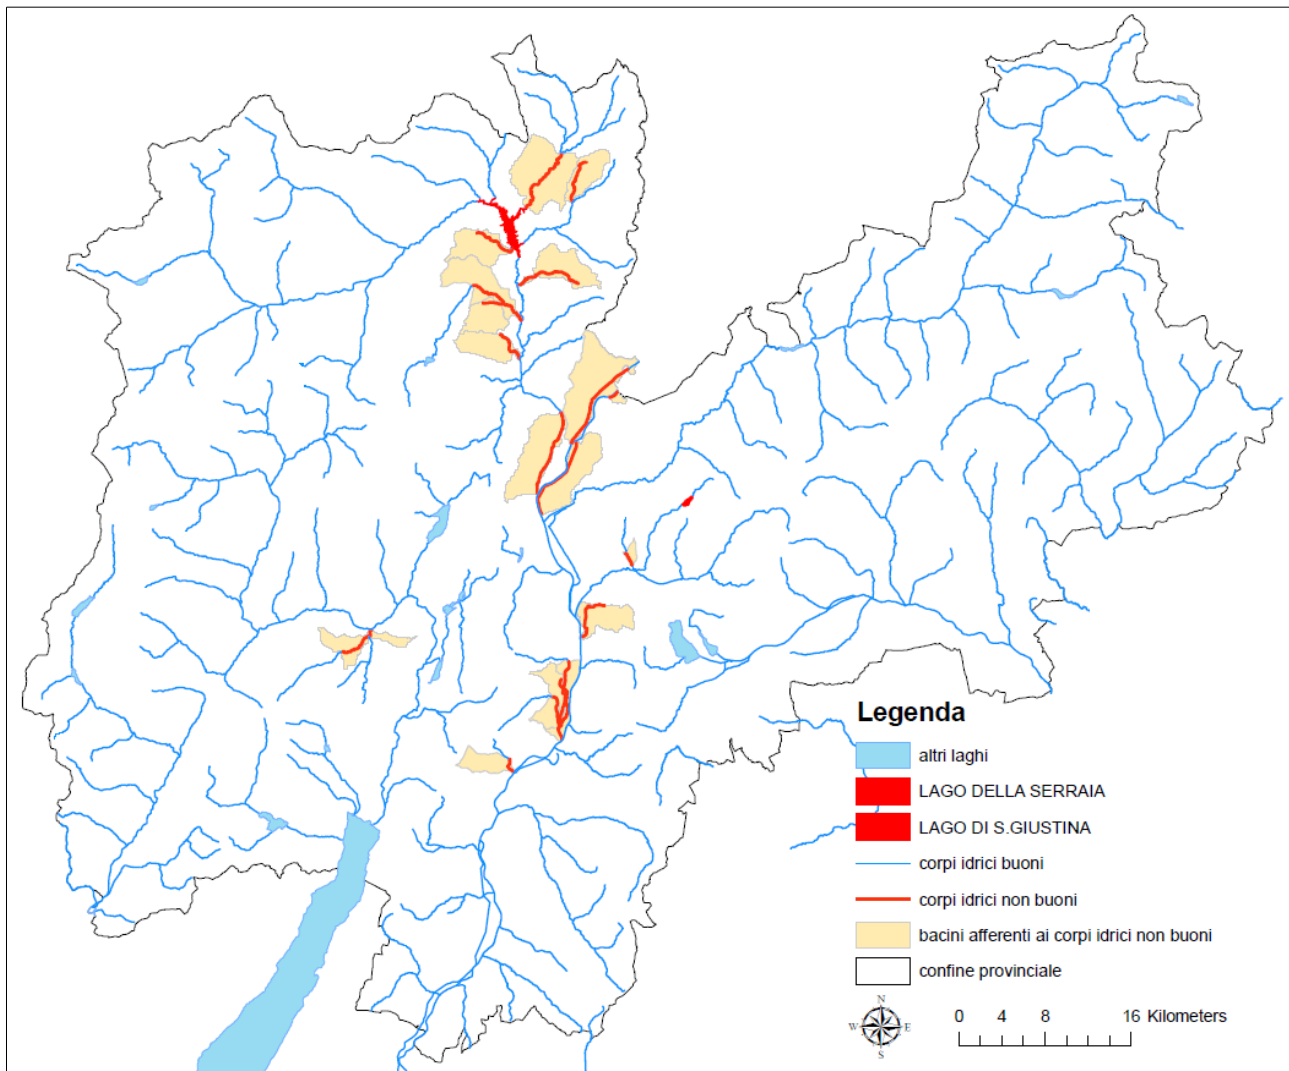 Legenda
altri laghi
LAGO DELLA SERRAIA
LAGO DI S.GIUSTINA
corpi idrici buoni
corpi idrici non buoni
bacini afferenti ai corpi idrici non buoni
confine provinciale
N
W E
S
0 4 8 16 Kilometers